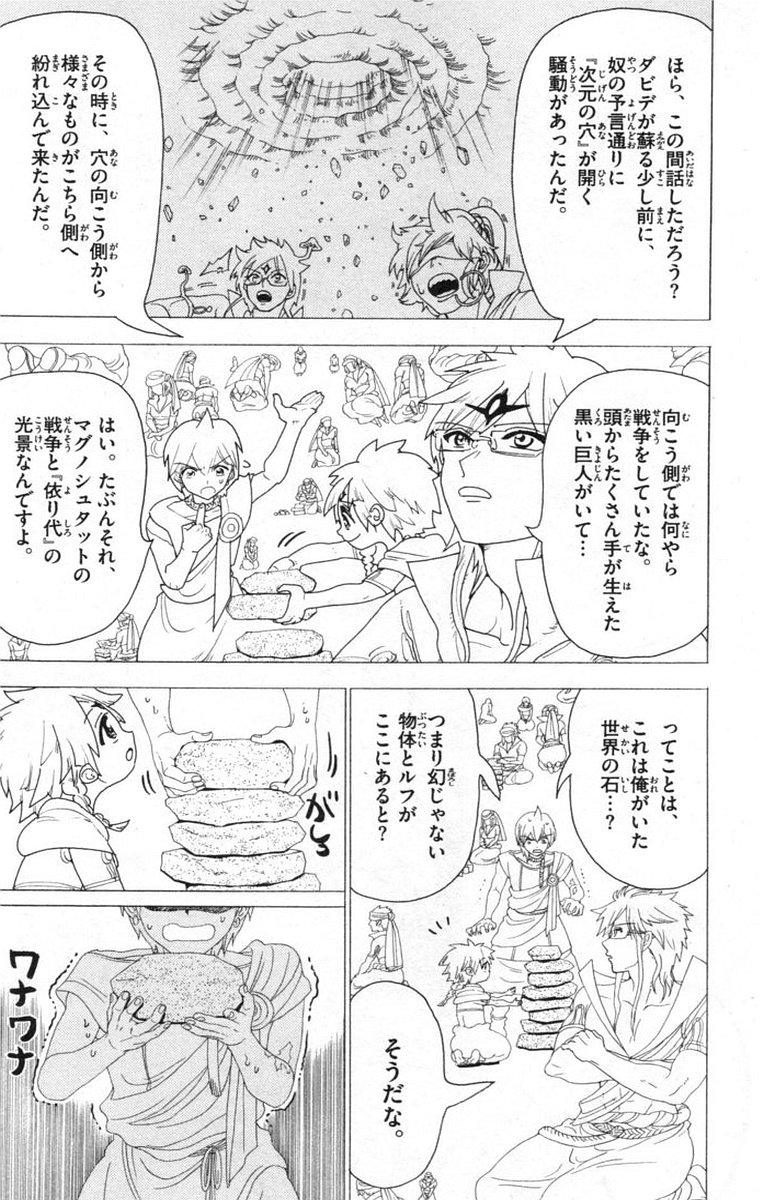 ほら、この間話しただろう?
ダビデが蘇る少し前に、
奴の予言通りに
『次元の穴』が開く
騒動があったんだ。
その時に、穴の向こう側から
様々なものがこちら側へ
紛れ込んで来たんだ。
向こう側では何やら
戦争をしていたな。
頭からたくさん手が生えた
黒い巨人がいて…
はい。たぶんそれ、
マグノシュタットの
戦争と『依り代』の
光景なんですよ。
ってことは、
これは俺がいた
世界の石…?
つまり幻じゃない
物体とルフが
ここにあると?
そうだな。
がしっ
ワナワナ